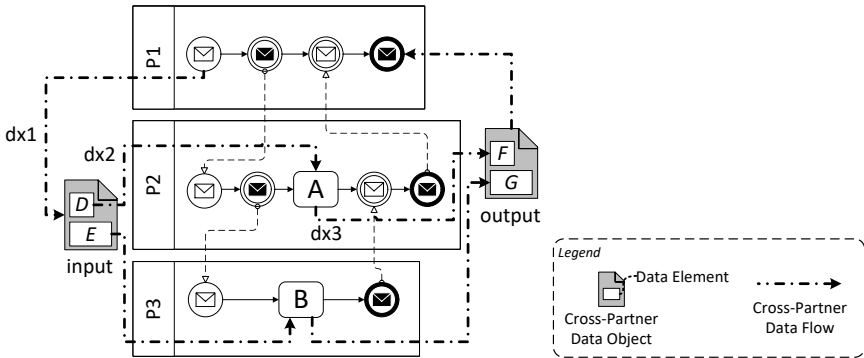 P1
dx1
dx2
P2
A
F
G
D
E
output
input
dx3
P3
B
Legend
Data Element
Cross-Partner
Data Object
Cross-Partner
Data Flow